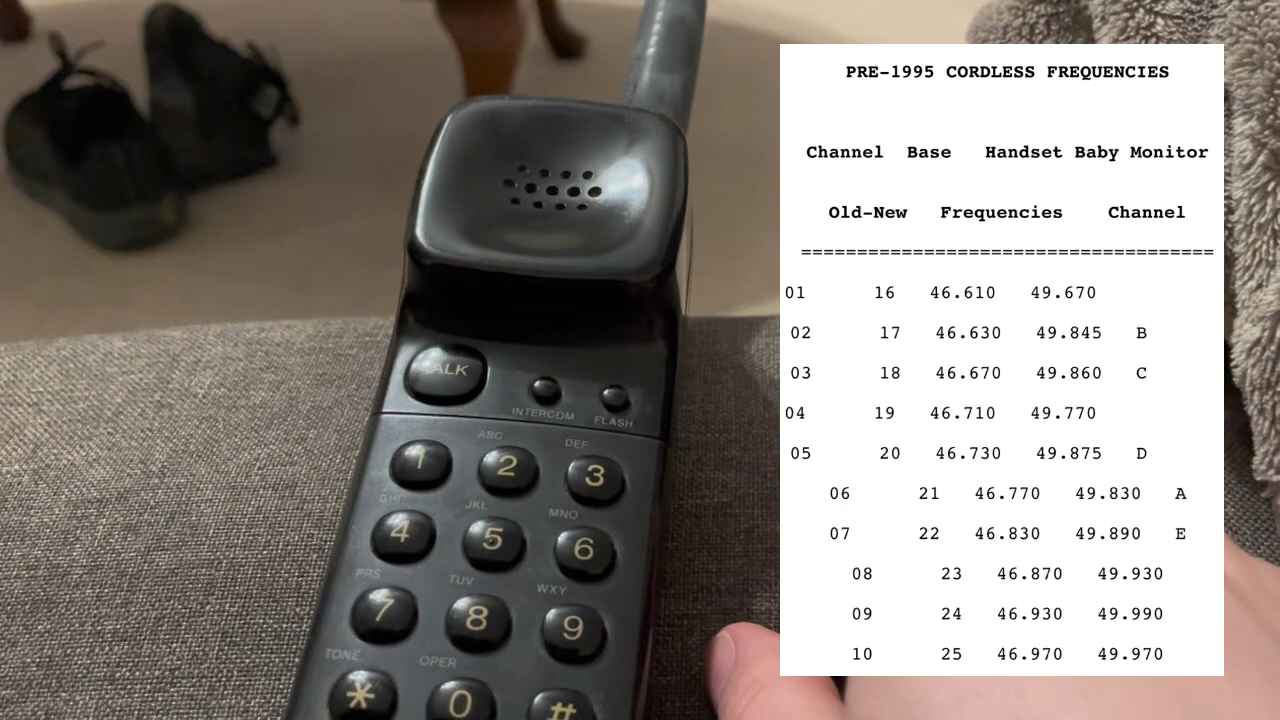 PRE-1995 CORDLESS FREQUENCIES
Channel Base Handset Baby Monitor
Old-New Frequencies Channel
=====================================
01 16 46.610 49.670
02 17 46.630 49.845 B
03 18 46.670 49.860 C
04 19 46.710 49.770
05 20 46.730 49.875 D
06 21 46.770 49.830 A
07 22 46.830 49.890 E
08 23 46.870 49.930
09 24 46.930 49.990
10 25 46.970 49.970
TALK
INTERCOM FLASH
ABC DEF
1 2 3
GHI JKL MNO
4 5 6
PRS TUV WXY
7 8 9
TONE OPER
* 0 #